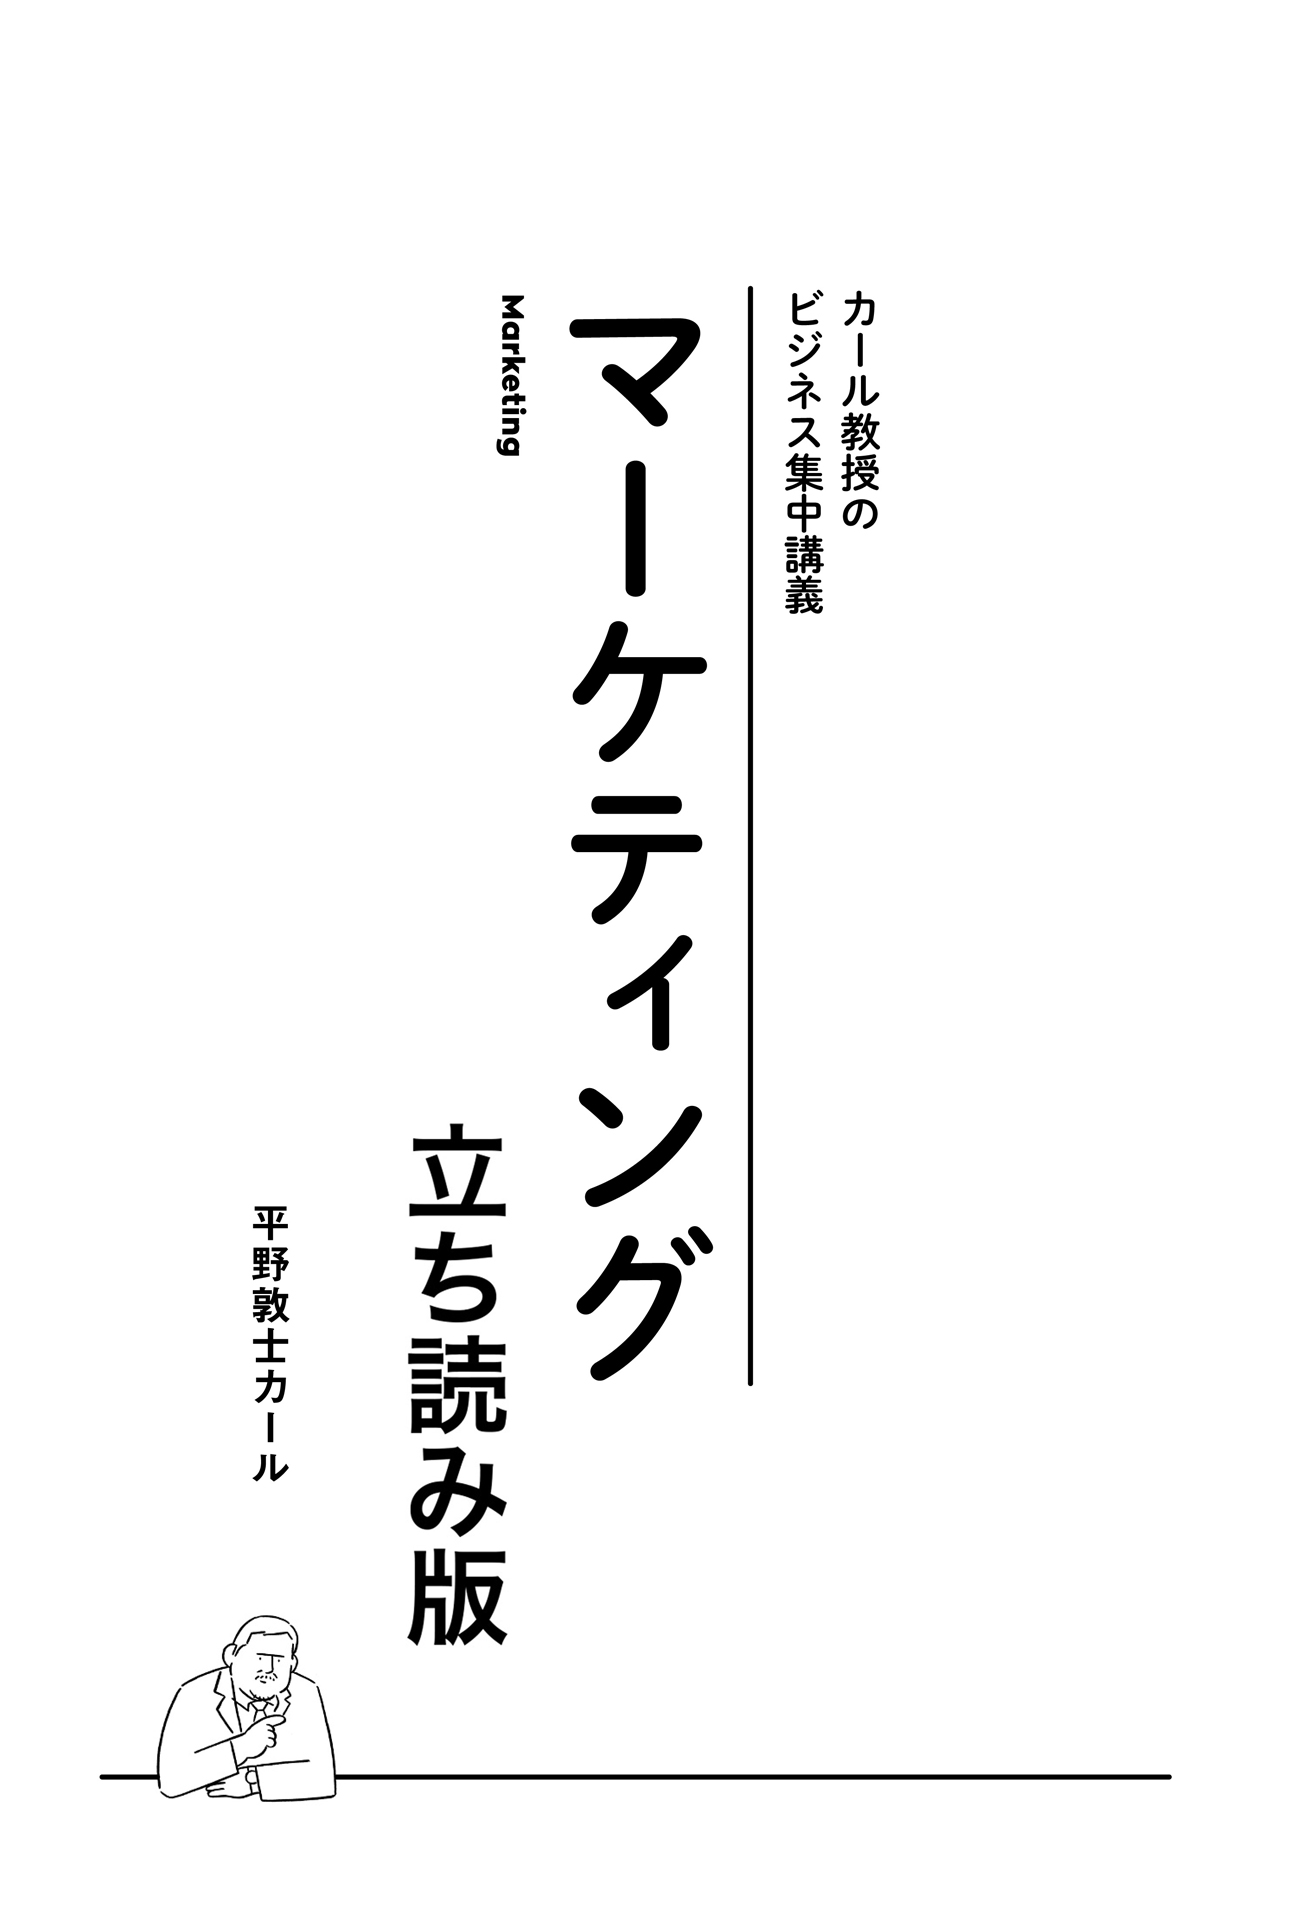 カール教授の
ビジネス集中講義
マーケティング
Marketing
立ち読み版
平野敦士カール